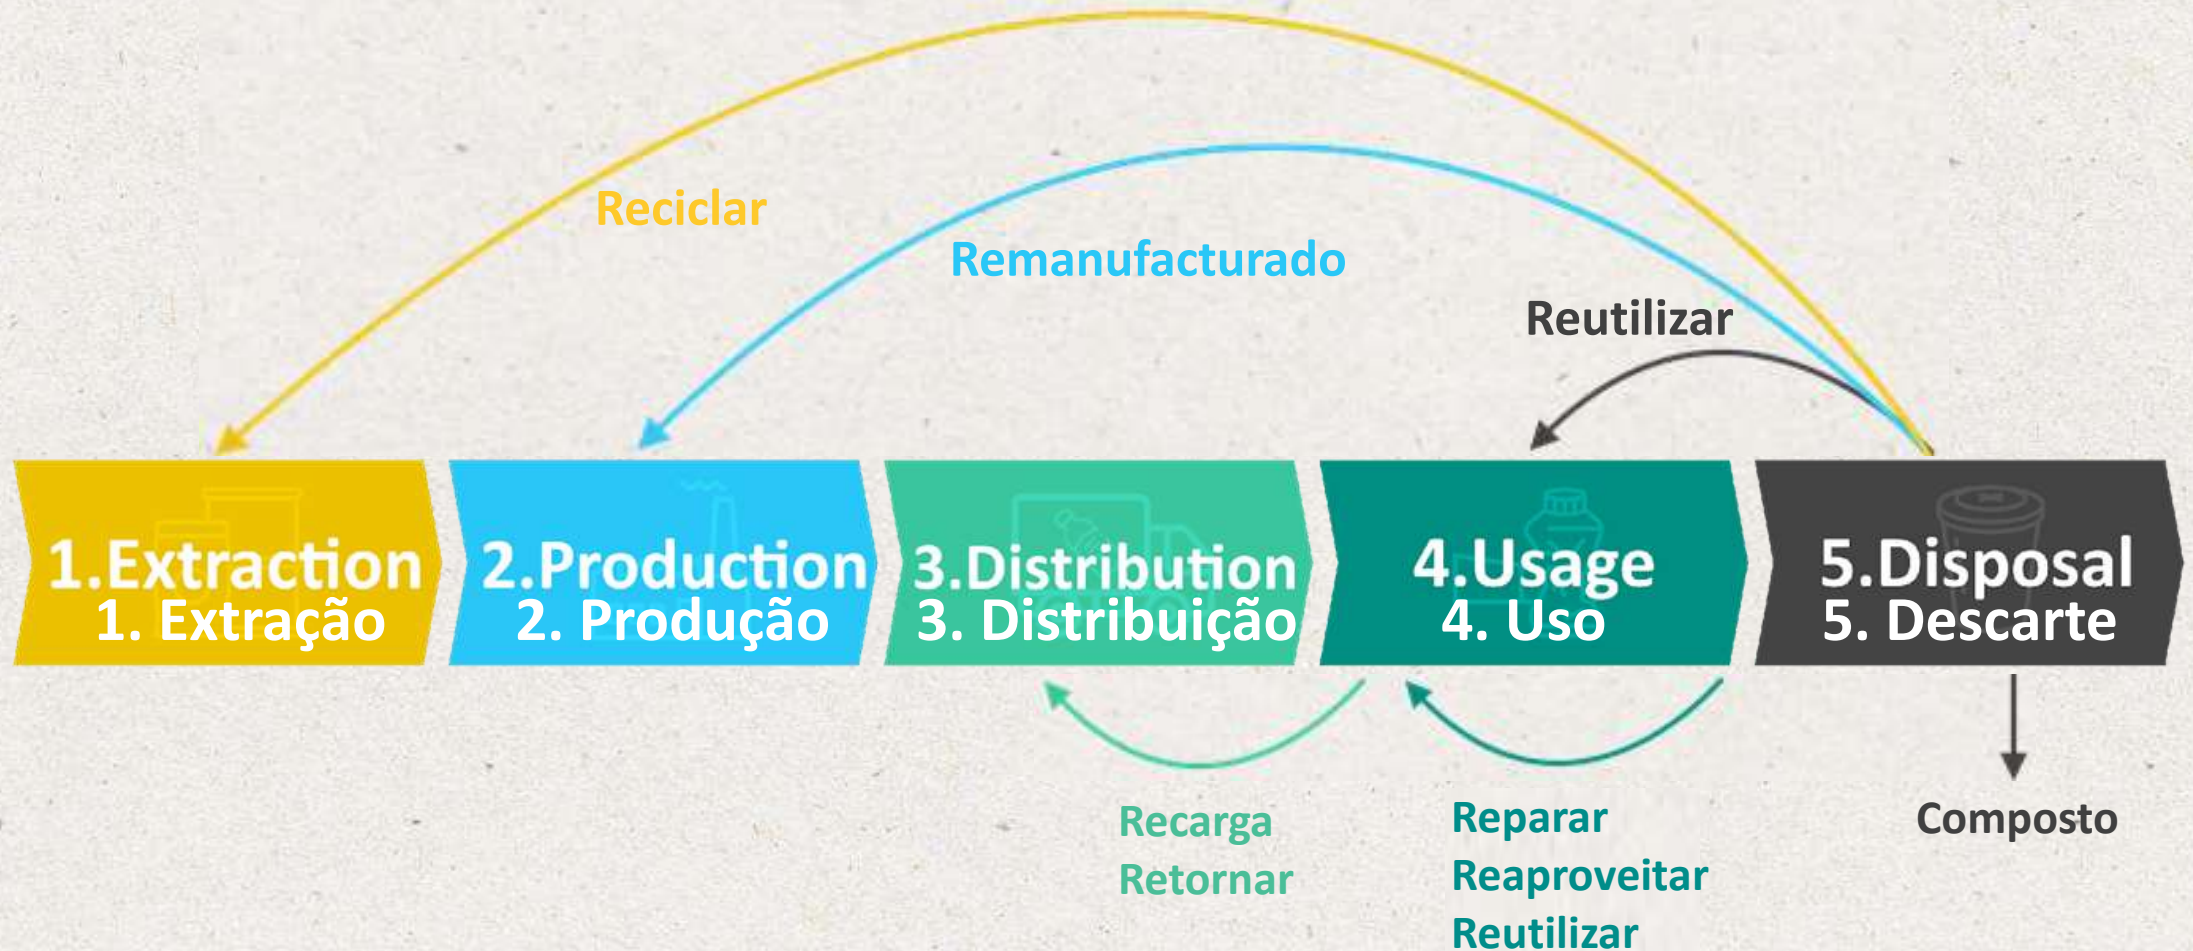 Reciclar
Remanufacturado
Reutilizar
1.Extraction
1. Extração
2.Production
2. Produção
3.Distribution
3. Distribuição
4.Usage
4. Uso
5.Disposal
5. Descarte
Recarga
Retornar
Reparar
Reaproveitar
Reutilizar
Composto